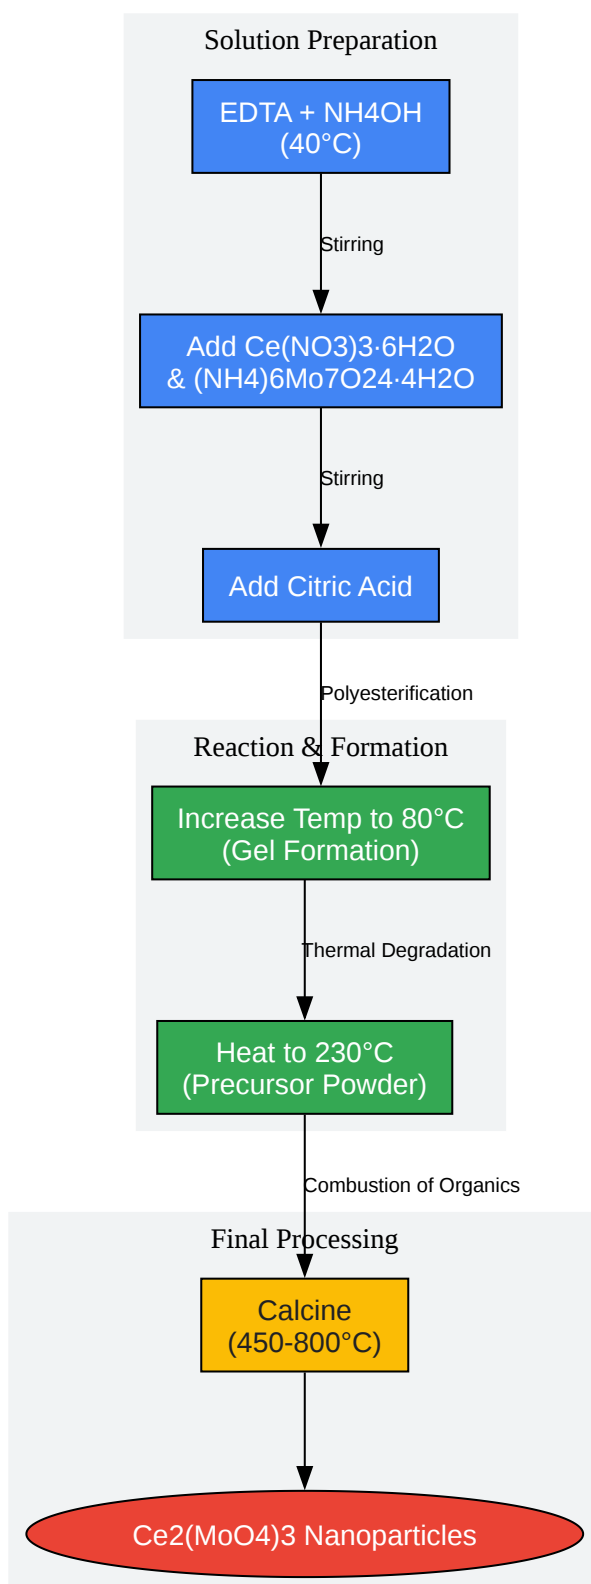 Solution Preparation
EDTA + NH4OH
(40°C)
Stirring
Add Ce(NO3)3·6H2O
& (NH4)6Mo7O24·4H2O
Stirring
Add Citric Acid
Polyesterification
Reaction & Formation
Increase Temp to 80°C
(Gel Formation)
Thermal Degradation
Heat to 230°C
(Precursor Powder)
Combustion of Organics
Final Processing
Calcine
(450-800°C)
Ce2(MoO4)3 Nanoparticles